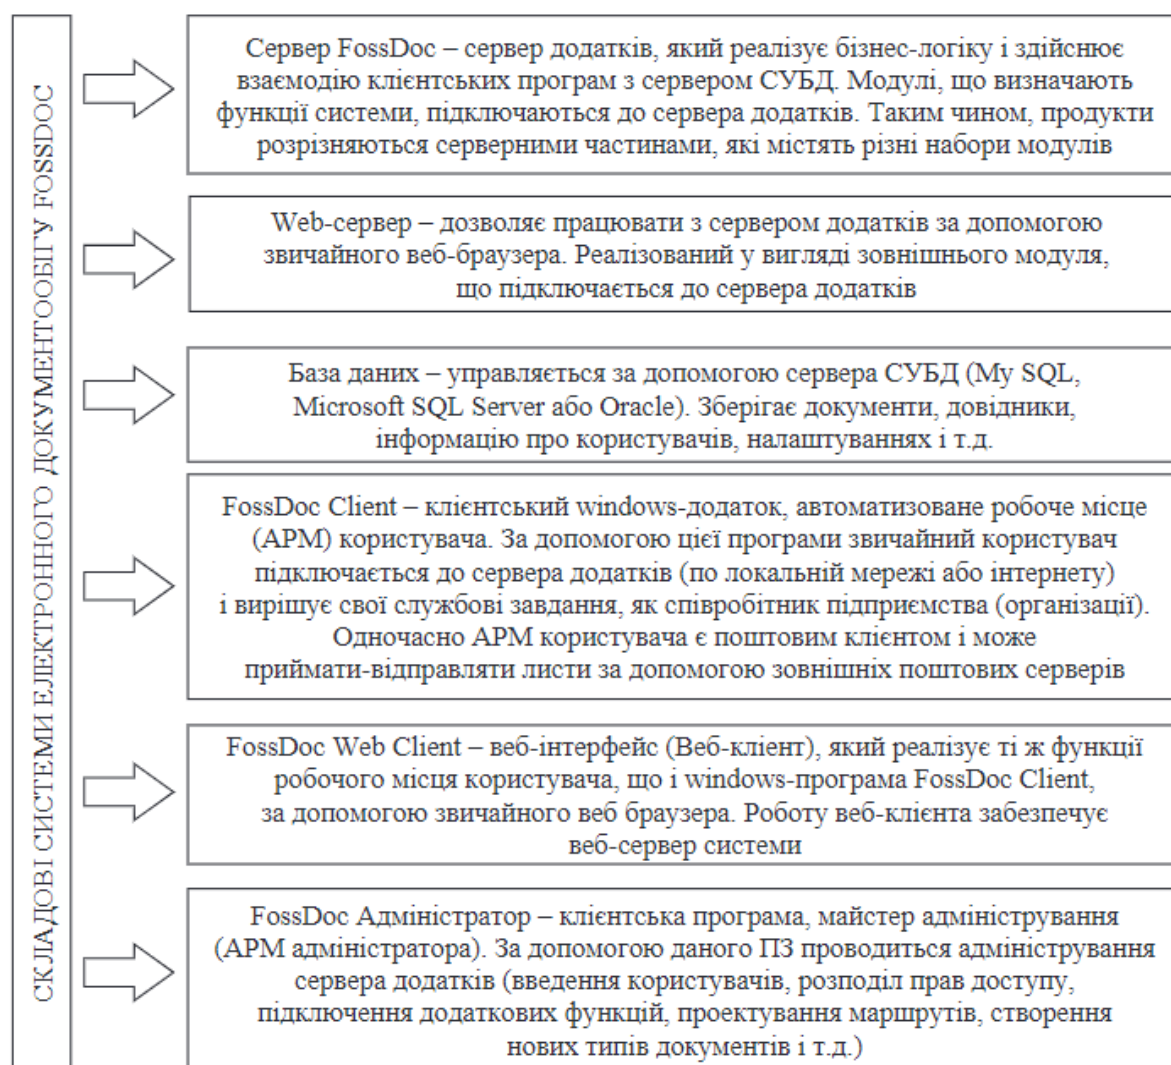 СКЛАДОВІ СИСТЕМИ ЕЛЕКТРОННОГО ДОКУМЕНТООБІГУ FOSSDOC
Сервер FossDoc – сервер додатків, який реалізує бізнес-логіку і здійснює
взаємодію клієнтських програм з сервером СУБД. Модулі, що визначають
функції системи, підключаються до сервера додатків. Таким чином, продукти
розрізняються серверними частинами, які містять різні набори модулів
Web-сервер – дозволяє працювати з сервером додатків за допомогою
звичайного веб-браузера. Реалізований у вигляді зовнішнього модуля,
що підключається до сервера додатків
База даних – управляється за допомогою сервера СУБД (My SQL,
Microsoft SQL Server або Oracle). Зберігає документи, довідники,
інформацію про користувачів, налаштуваннях і т.д.
FossDoc Client – клієнтський windows-додаток, автоматизоване робоче місце
(АРМ) користувача. За допомогою цієї програми звичайний користувач
підключається до сервера додатків (по локальній мережі або інтернету)
і вирішує свої службові завдання, як співробітник підприємства (організації).
Одночасно АРМ користувача є поштовим клієнтом і може
приймати-відправляти листи за допомогою зовнішніх поштових серверів
FossDoc Web Client – веб-інтерфейс (Веб-клієнт), який реалізує ті ж функції
робочого місця користувача, що і windows-програма FossDoc Client,
за допомогою звичайного веб браузера. Роботу веб-клієнта забезпечує
веб-сервер системи
FossDoc Адміністратор – клієнтська програма, майстер адміністрування
(АРМ адміністратора). За допомогою даного ПЗ проводиться адміністрування
сервера додатків (введення користувачів, розподіл прав доступу,
підключення додаткових функцій, проектування маршрутів, створення
нових типів документів і т.д.)